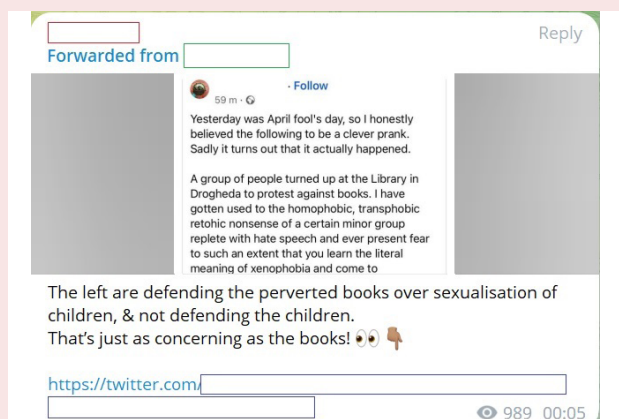 Reply
Forwarded from
· Follow
59 m ·
Yesterday was April fool's day, so I honestly
believed the following to be a clever prank.
Sadly it turns out that it actually happened.
A group of people turned up at the Library in
Drogheda to protest against books. I have
gotten used to the homophobic, transphobic
retohic nonsense of a certain minor group
replete with hate speech and ever present fear
to such an extent that you learn the literal
meaning of xenophobia and come to
The left are defending the perverted books over sexualisation of
children, & not defending the children.
That's just as concerning as the books! 👀 👇🏽
https://twitter.com/
989 00:05